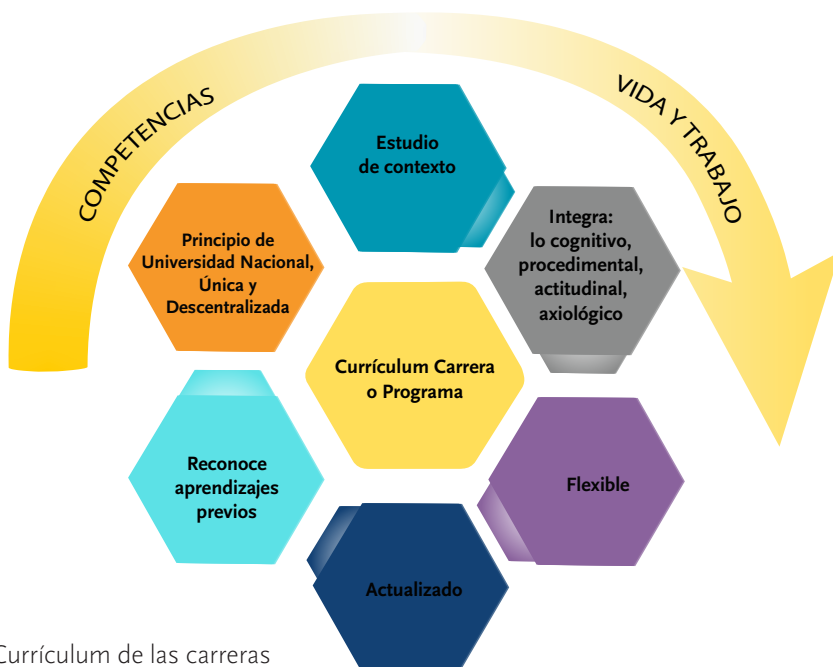 COMPETENCIAS
VIDA Y TRABAJO
Estudio
de contexto
Principio de
Universidad Nacional,
Única y
Descentralizada
Integra:
lo cognitivo,
procedimental,
actitudinal,
axiológico
Currículum Carrera
o Programa
Reconoce
aprendizajes
previos
Flexible
Actualizado
Currículum de las carreras